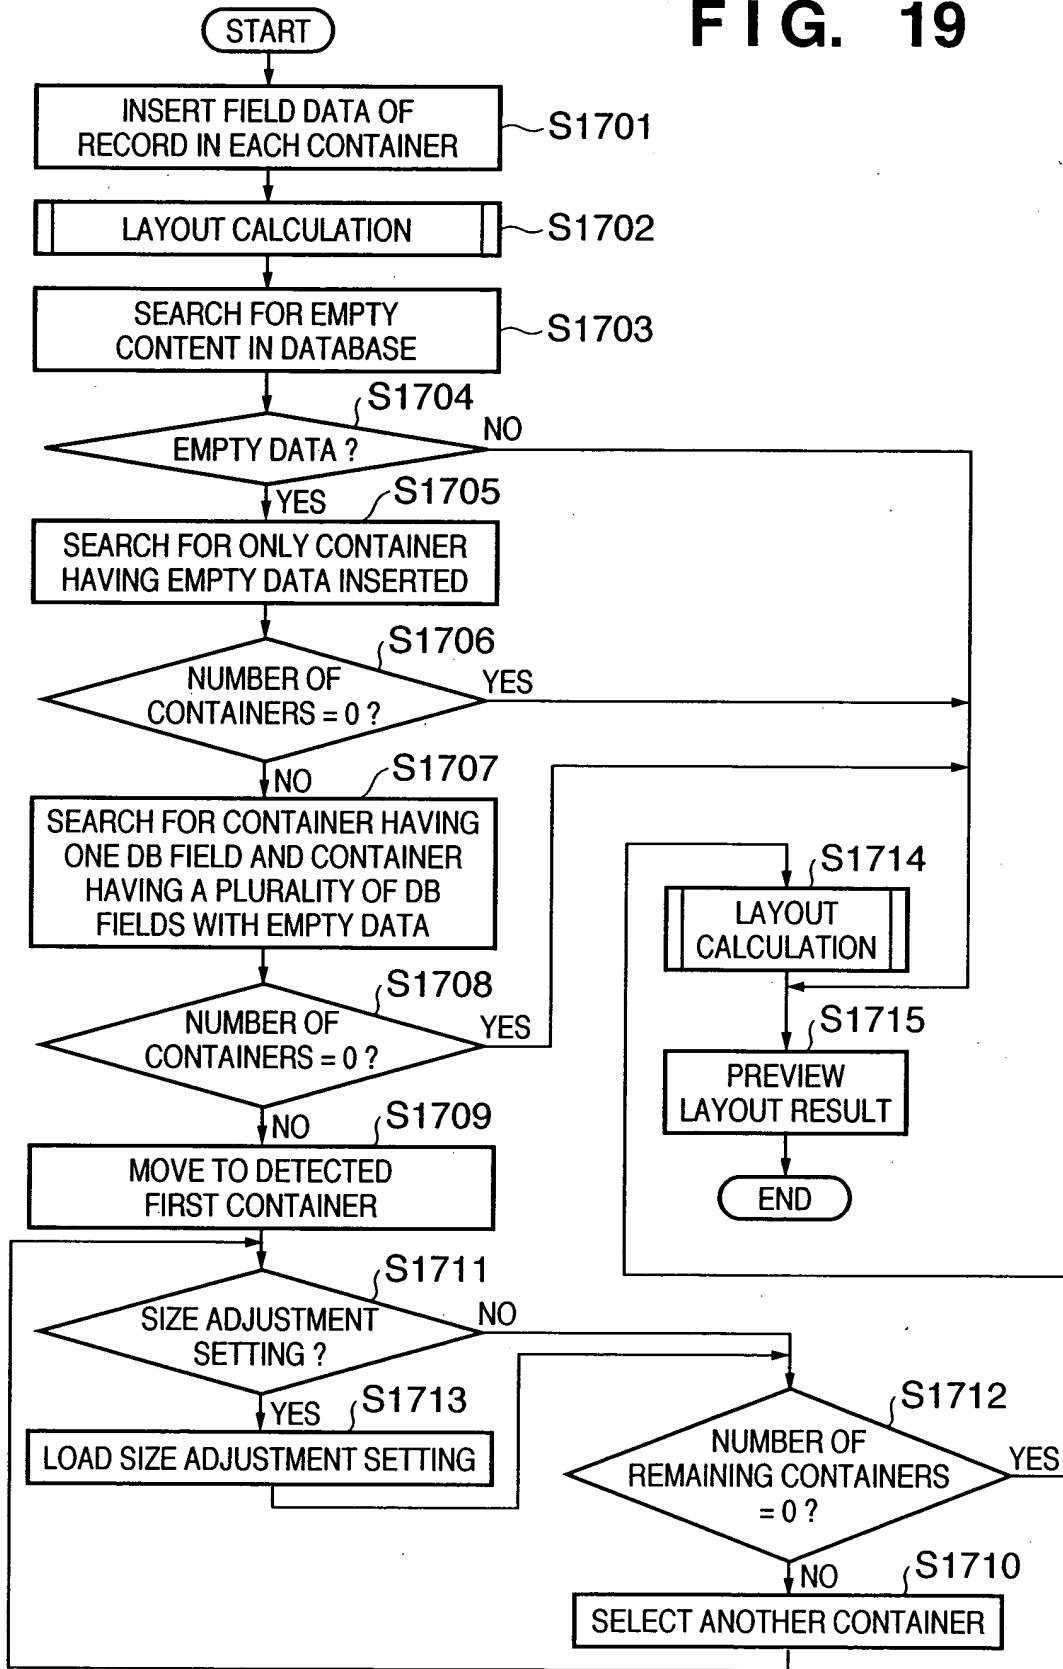 FIG. 19
START
INSERT FIELD DATA OF
RECORD IN EACH CONTAINER
S1701
LAYOUT CALCULATION
S1702
SEARCH FOR EMPTY
CONTENT IN DATABASE
S1703
S1704
EMPTY DATA ?
NO
YES
S1705
SEARCH FOR ONLY CONTAINER
HAVING EMPTY DATA INSERTED
S1706
NUMBER OF
CONTAINERS = 0 ?
YES
NO
S1707
SEARCH FOR CONTAINER HAVING
ONE DB FIELD AND CONTAINER
HAVING A PLURALITY OF DB
FIELDS WITH EMPTY DATA
S1708
NUMBER OF
CONTAINERS = 0 ?
YES
NO
S1709
MOVE TO DETECTED
FIRST CONTAINER
S1711
SIZE ADJUSTMENT
SETTING ?
NO
YES
S1713
LOAD SIZE ADJUSTMENT SETTING
S1712
NUMBER OF
REMAINING CONTAINERS
= 0 ?
YES
NO
S1710
SELECT ANOTHER CONTAINER
S1714
LAYOUT
CALCULATION
S1715
PREVIEW
LAYOUT RESULT
END